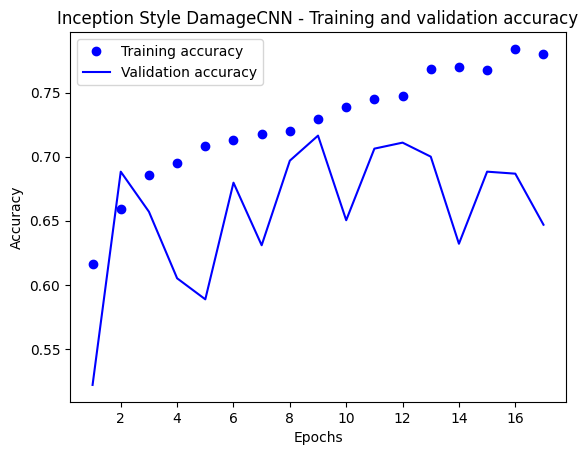 Inception Style DamageCNN - Training and validation accuracy
Training accuracy
Validation accuracy
Accuracy
0.75
0.70
0.65
0.60
0.55
2 4 6 8 10 12 14 16
Epochs